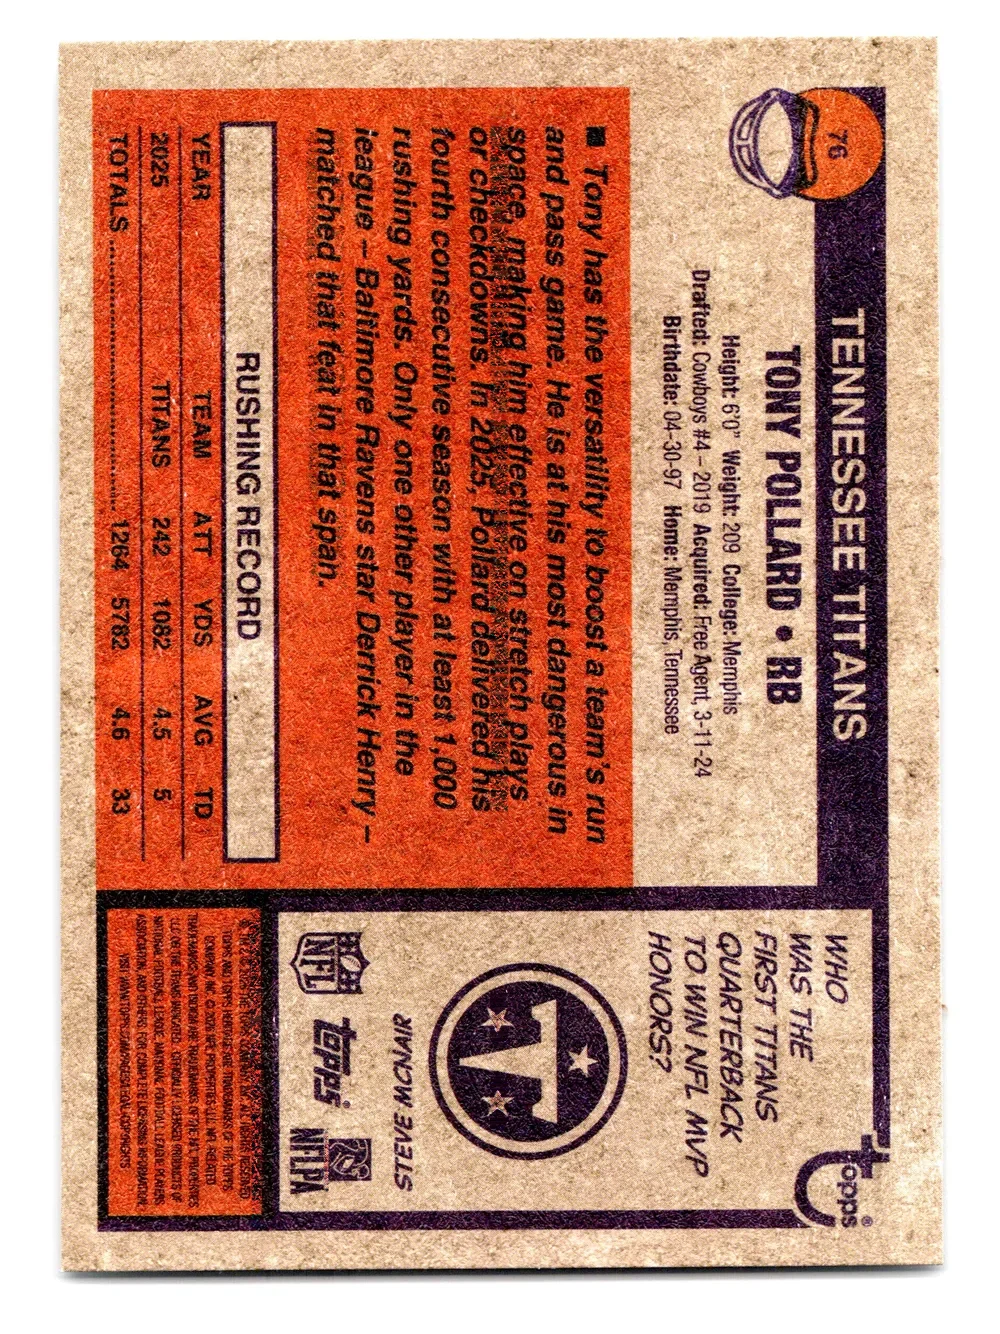 76
TENNESSEE TITANS
TONY POLLARD • RB
Height: 6'0" Weight: 209 College: Memphis
Drafted: Cowboys #4 – 2019 Acquired: Free Agent, 3-11-24
Birthdate: 04-30-97 Home: Memphis, Tennessee
■ Tony has the versatility to boost a team's run
and pass game. He is at his most dangerous in
space, making him effective on stretch plays
or checkdowns. In 2025, Pollard delivered his
fourth consecutive season with at least 1,000
rushing yards. Only one other player in the
league – Baltimore Ravens star Derrick Henry –
matched that feat in that span.
RUSHING RECORD
YEAR TEAM ATT YDS AVG TD
2025 TITANS 242 1082 4.5 5
TOTALS 1264 5782 4.6 33
topps®
WHO
WAS THE
FIRST TITANS
QUARTERBACK
TO WIN NFL MVP
HONORS?
T
STEVE MCNAIR
NFL
topps®
NFLPA